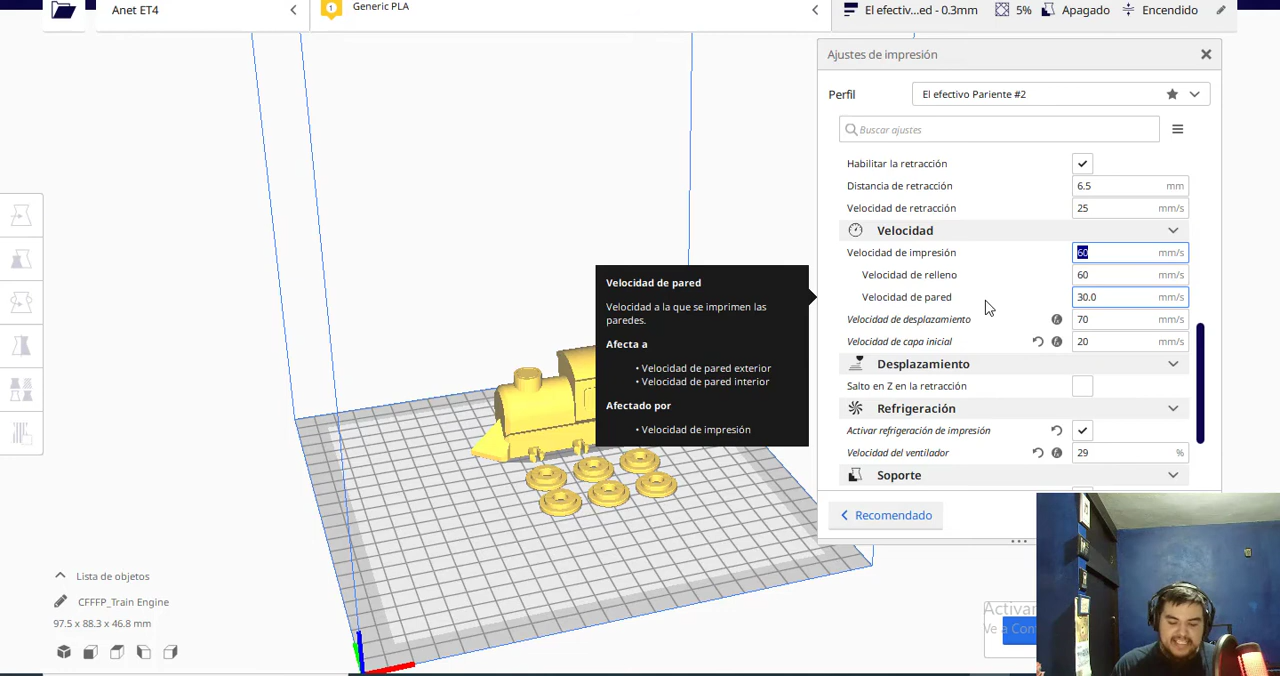 Anet ET4
1
Generic PLA
El efectiv...ed - 0.3mm
5%
Apagado
Encendido
Ajustes de impresión
Perfil
El efectivo Pariente #2
Buscar ajustes
Habilitar la retracción
Distancia de retracción 6.5 mm
Velocidad de retracción 25 mm/s
Velocidad
Velocidad de impresión 60 mm/s
Velocidad de relleno 60 mm/s
Velocidad de pared 30.0 mm/s
Velocidad de desplazamiento 70 mm/s
Velocidad de capa inicial 20 mm/s
Desplazamiento
Salto en Z en la retracción
Refrigeración
Activar refrigeración de impresión
Velocidad del ventilador 29 %
Soporte
Recomendado
Velocidad de pared
Velocidad a la que se imprimen las
paredes.
Afecta a
• Velocidad de pared exterior
• Velocidad de pared interior
Afectado por
• Velocidad de impresión
Lista de objetos
CFFFP_Train Engine
97.5 x 88.3 x 46.8 mm
Activar
Ve a Con